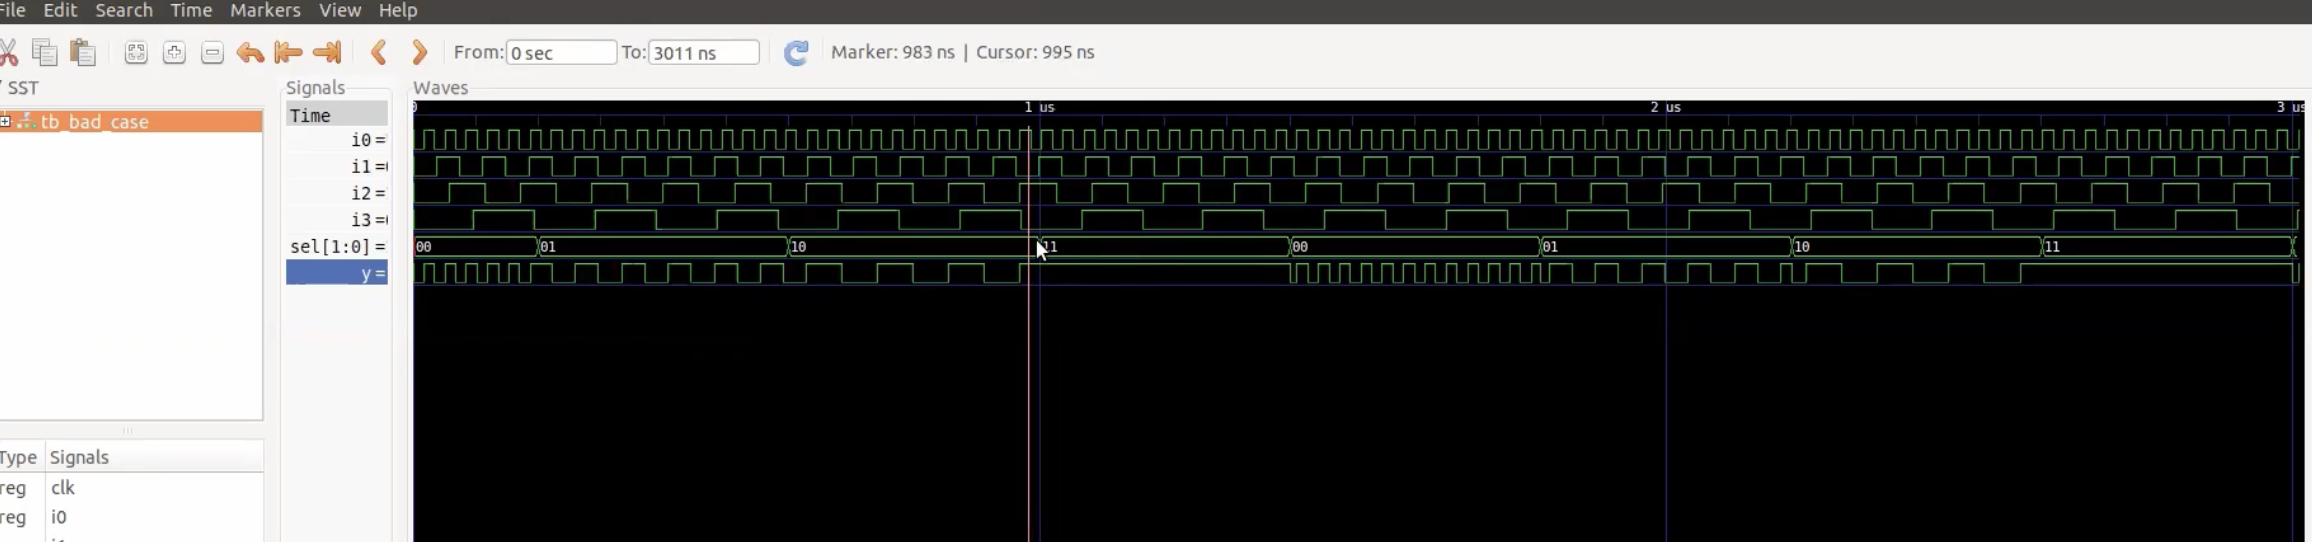 File Edit Search Time Markers View Help
From: 0 sec To: 3011 ns Marker: 983 ns | Cursor: 995 ns
SST
tb_bad_case
Type Signals
reg clk
reg i0
Signals
Time
i0=
i1=
i2=
i3=
sel[1:0]=
y=
Waves
0 1 us 2 us 3 us
00 01 10 11 00 01 10 11